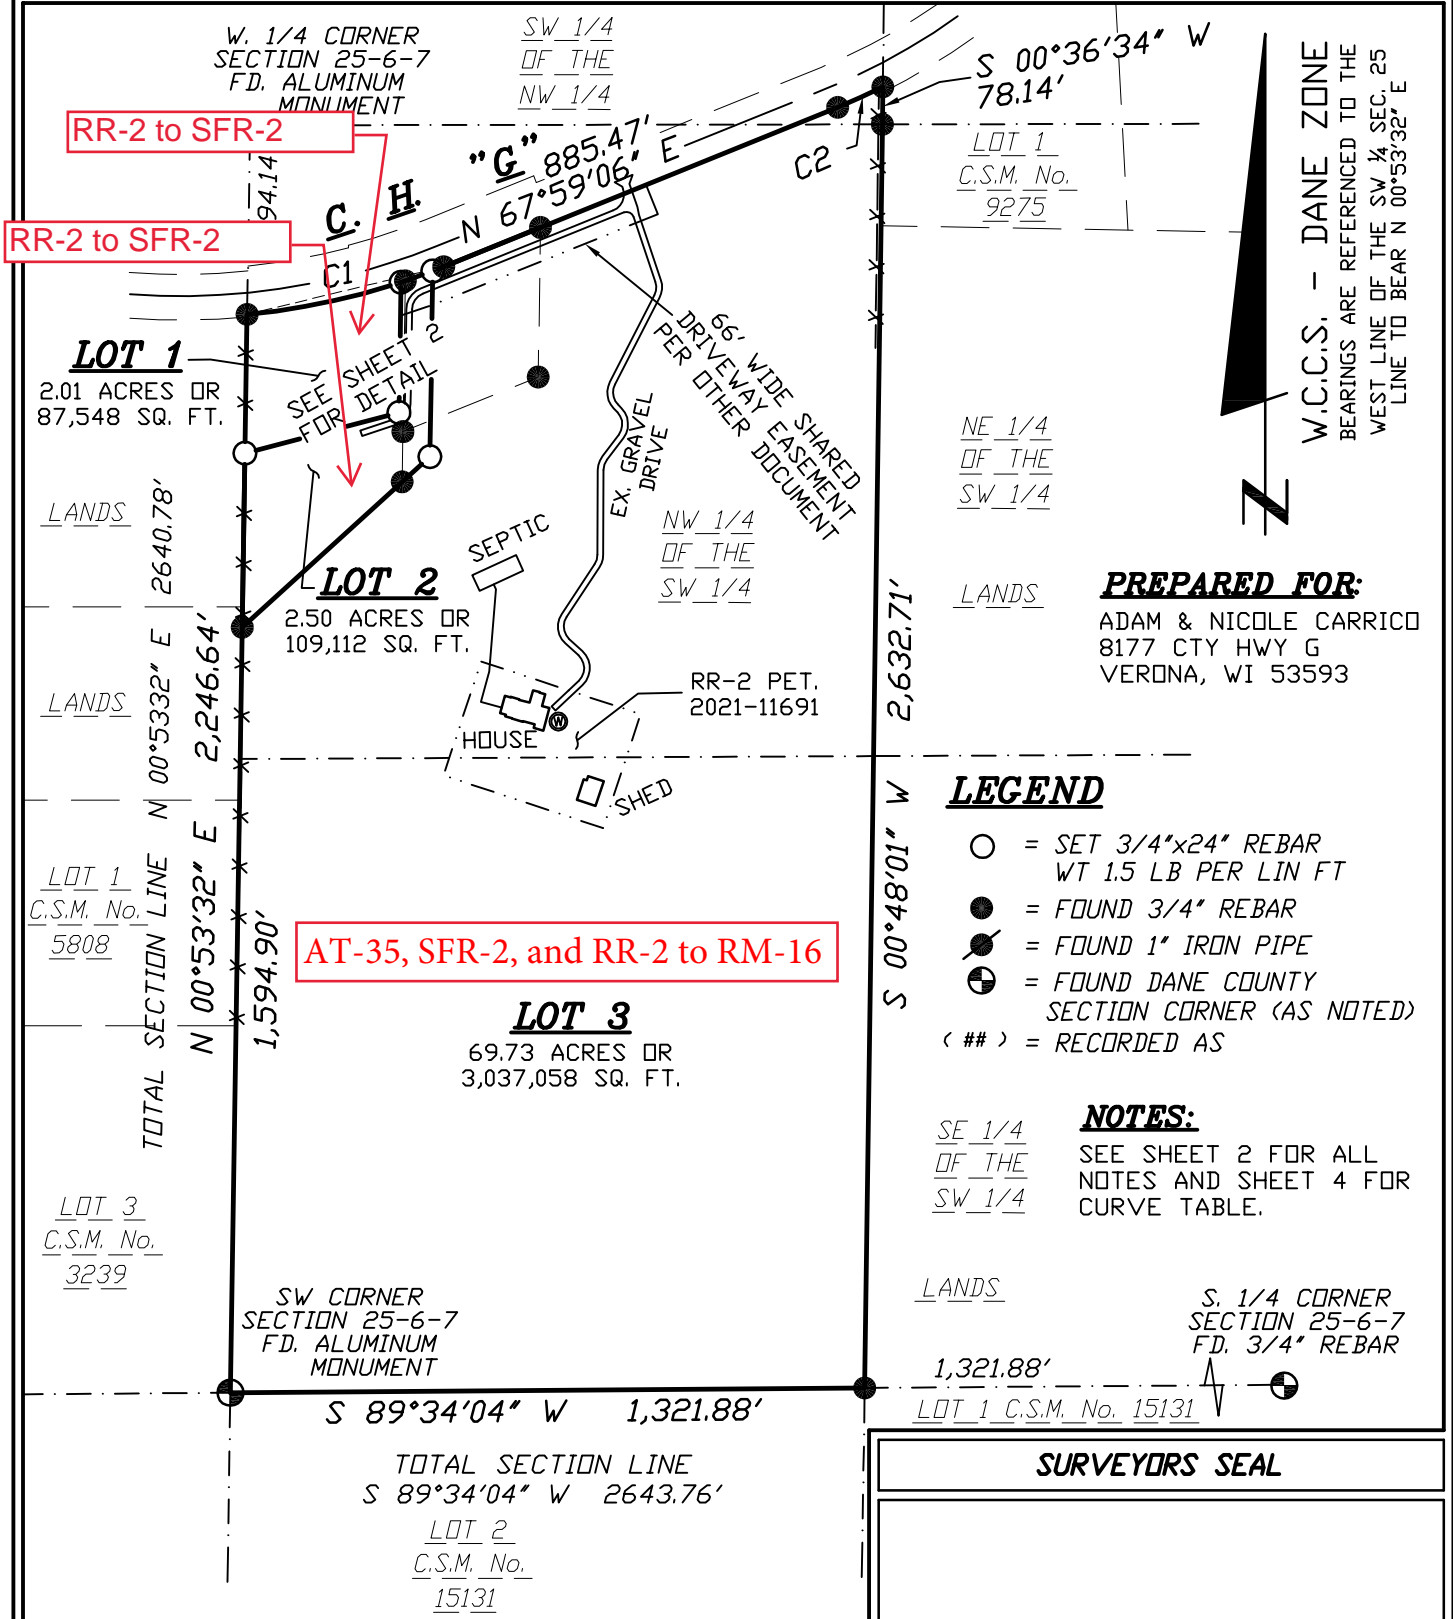 W. 1/4 CORNER
SECTION 25-6-7
FD. ALUMINUM
MONUMENT
SW 1/4
OF THE
NW 1/4
S 00°36'34" W
78.14'
RR-2 to SFR-2
RR-2 to SFR-2
94.14
C. H. "G"
885.47'
N 67°59'06" E
C1
C2
LOT 1
C.S.M. No.
9275
W.C.C.S. - DANE ZONE
BEARINGS ARE REFERENCED TO THE
WEST LINE OF THE SW ¼ SEC. 25
LINE TO BEAR N 00°53'32" E
N
LOT 1
2.01 ACRES OR
87,548 SQ. FT.
SEE SHEET 2
FOR DETAIL
66' WIDE SHARED
DRIVEWAY EASEMENT
PER OTHER
DOCUMENT
EX. GRAVEL
DRIVE
NE 1/4
OF THE
SW 1/4
LANDS
NW 1/4
OF THE
SW 1/4
SEPTIC
LOT 2
2.50 ACRES OR
109,112 SQ. FT.
LANDS
PREPARED FOR:
ADAM & NICOLE CARRICO
8177 CTY HWY G
VERONA, WI 53593
LANDS
RR-2 PET.
2021-11691
W
HOUSE
SHED
TOTAL SECTION LINE N 00°5332" E 2640.78'
N 00°53'32" E 2,246.64'
1,594.90'
S 00°48'01" W 2,632.71'
LEGEND
= SET 3/4"x24" REBAR
WT 1.5 LB PER LIN FT
= FOUND 3/4" REBAR
= FOUND 1" IRON PIPE
= FOUND DANE COUNTY
SECTION CORNER (AS NOTED)
( ## ) = RECORDED AS
LOT 1
C.S.M. No.
5808
AT-35, SFR-2, and RR-2 to RM-16
LOT 3
69.73 ACRES OR
3,037,058 SQ. FT.
NOTES:
SEE SHEET 2 FOR ALL
NOTES AND SHEET 4 FOR
CURVE TABLE.
SE 1/4
OF THE
SW 1/4
LOT 3
C.S.M. No.
3239
LANDS
SW CORNER
SECTION 25-6-7
FD. ALUMINUM
MONUMENT
S. 1/4 CORNER
SECTION 25-6-7
FD. 3/4" REBAR
1,321.88'
S 89°34'04" W 1,321.88'
LOT 1 C.S.M. No. 15131
TOTAL SECTION LINE
S 89°34'04" W 2643.76'
LOT 2
C.S.M. No.
15131
SURVEYORS SEAL